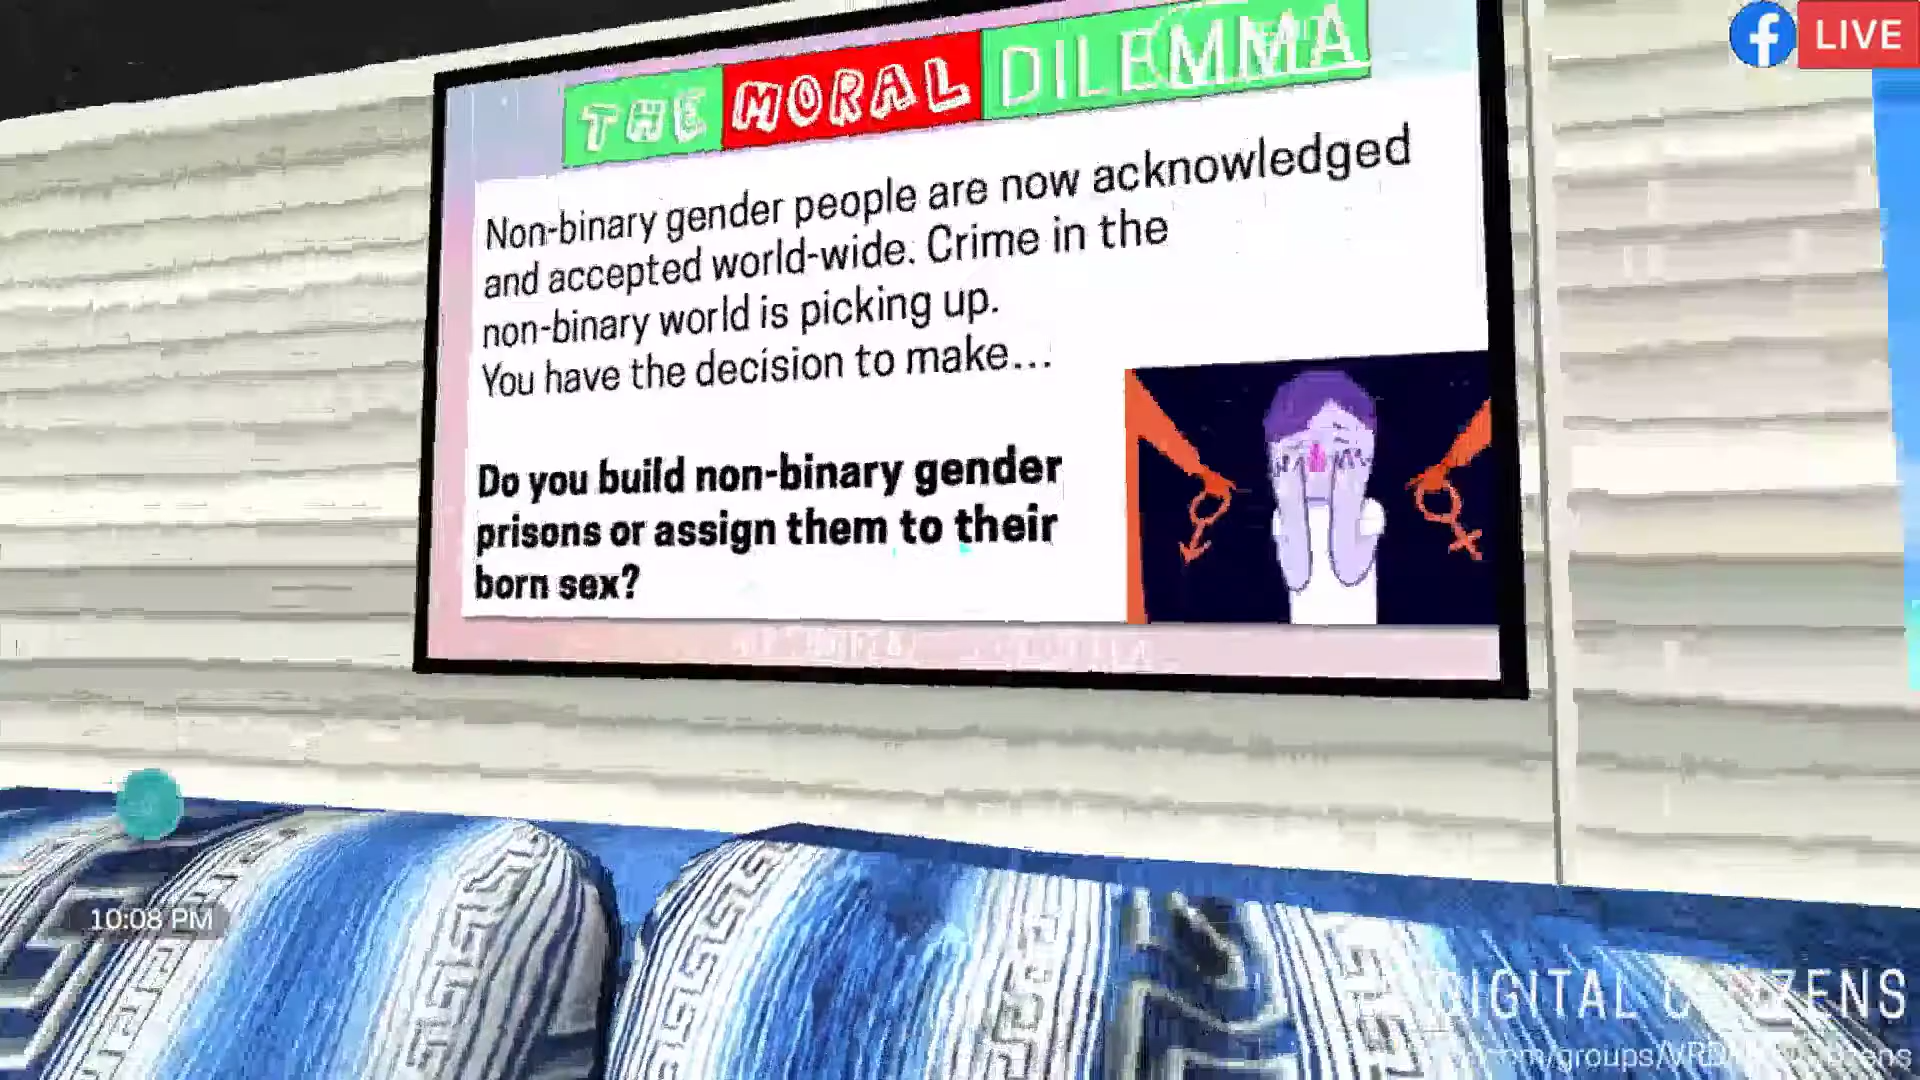 THE MORAL DILEMMA
LIVE
Non-binary gender people are now acknowledged
and accepted world-wide. Crime in the
non-binary world is picking up.
You have the decision to make...
Do you build non-binary gender
prisons or assign them to their
born sex?
10:08 PM
DIGITAL